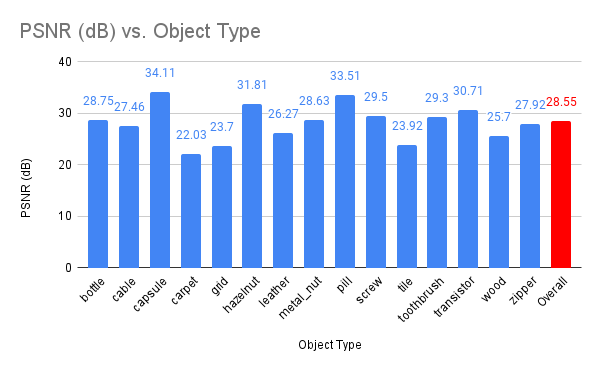 PSNR (dB) vs. Object Type
PSNR (dB)
40
30
20
10
0
28.75
27.46
34.11
22.03
23.7
31.81
26.27
28.63
33.51
29.5
23.92
29.3
30.71
25.7
27.92
28.55
bottle
cable
capsule
carpet
grid
hazelnut
leather
metal_nut
pill
screw
tile
toothbrush
transistor
wood
zipper
Overall
Object Type